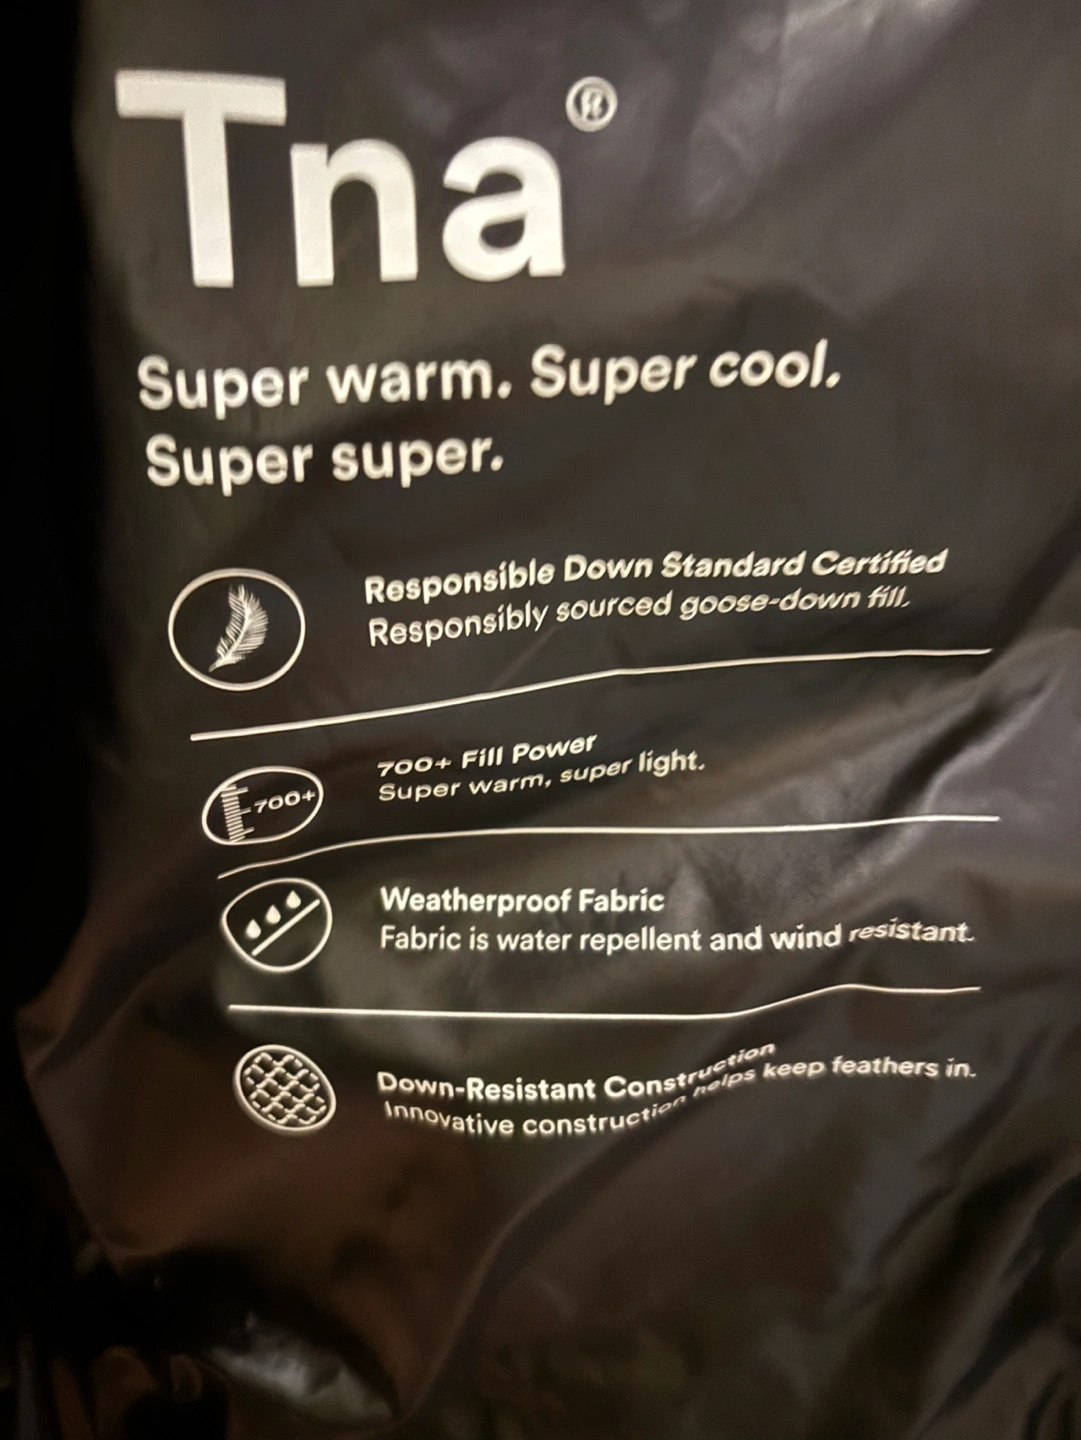 Tna®
Super warm. Super cool.
Super super.
Responsible Down Standard Certified
Responsibly sourced goose-down fill.
700+ Fill Power
Super warm, super light.
700+
Weatherproof Fabric
Fabric is water repellent and wind resistant.
Down-Resistant Construction
Innovative construction helps keep feathers in.